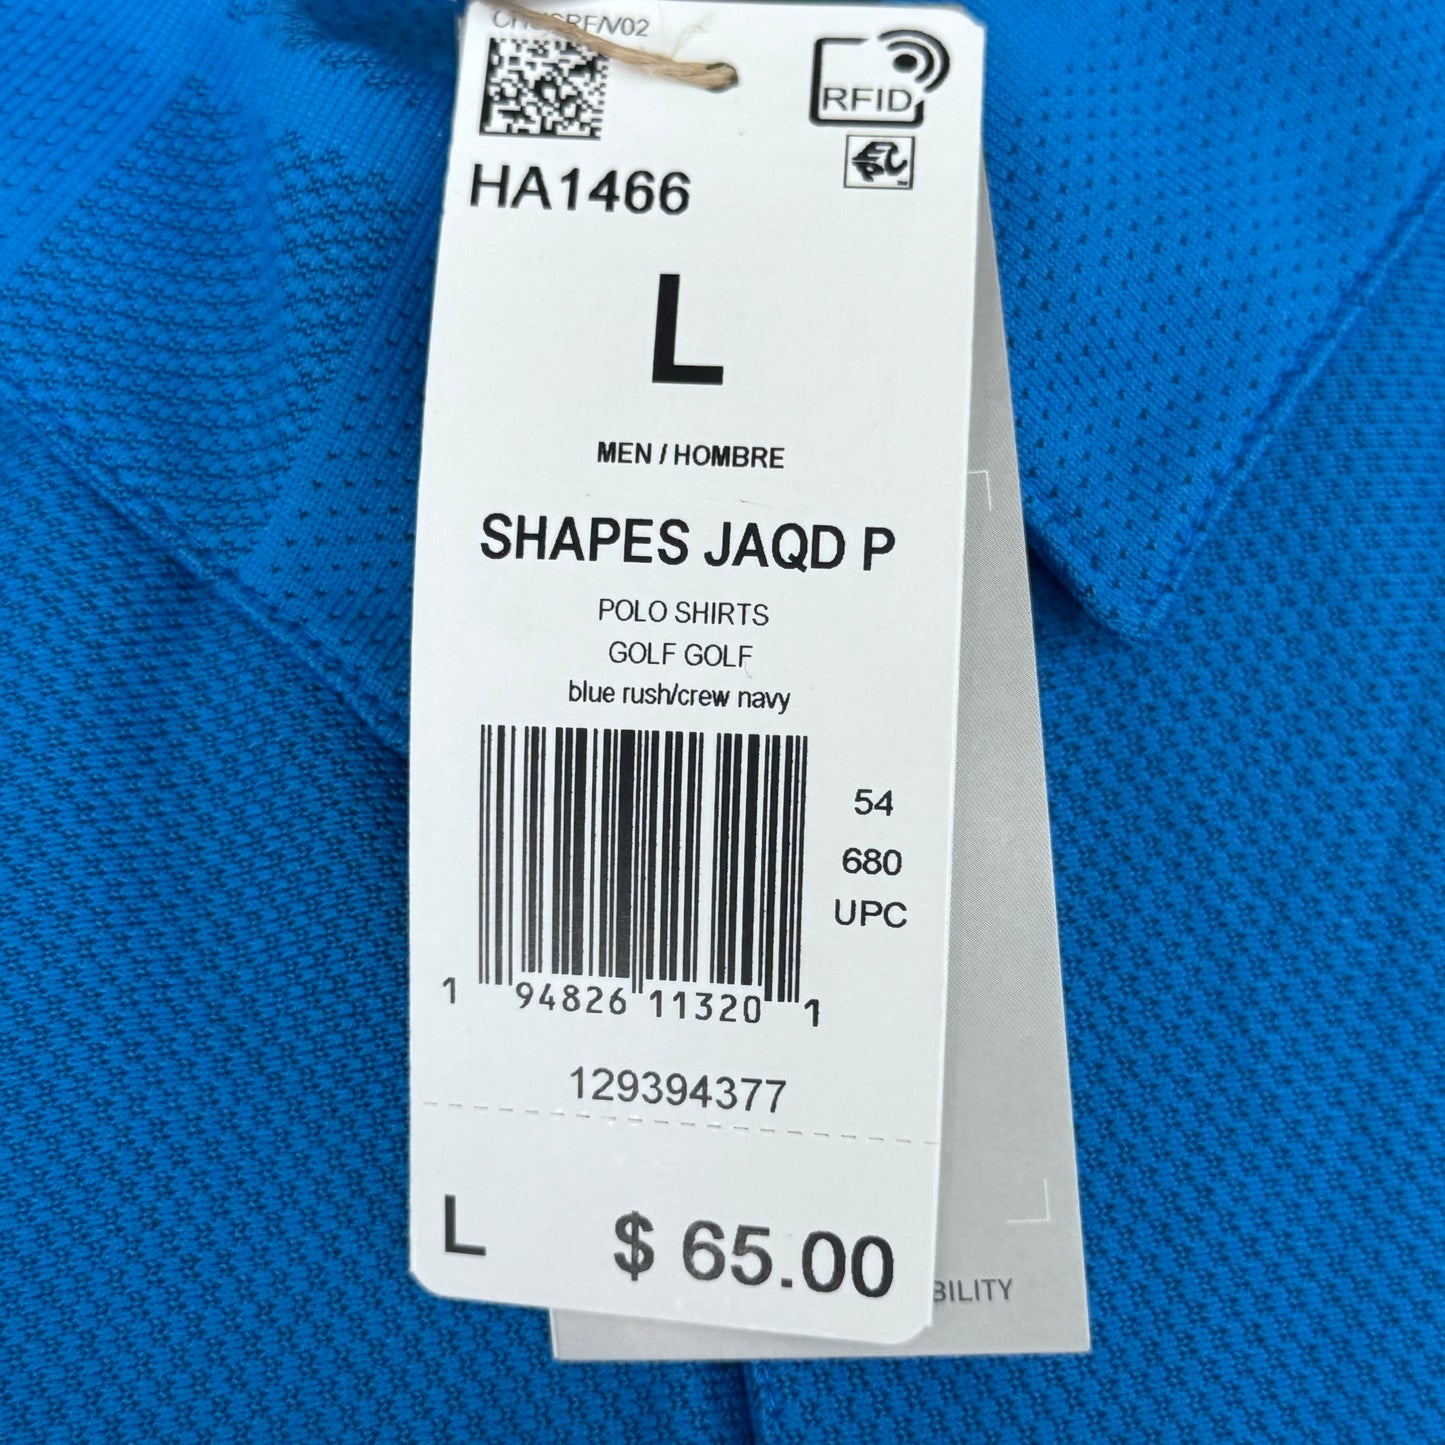 RFID
HA1466
L
MEN / HOMBRE
SHAPES JAQD P
POLO SHIRTS
GOLF GOLF
blue rush/crew navy
54
680
UPC
1 94826 11320 1
129394377
L $ 65.00